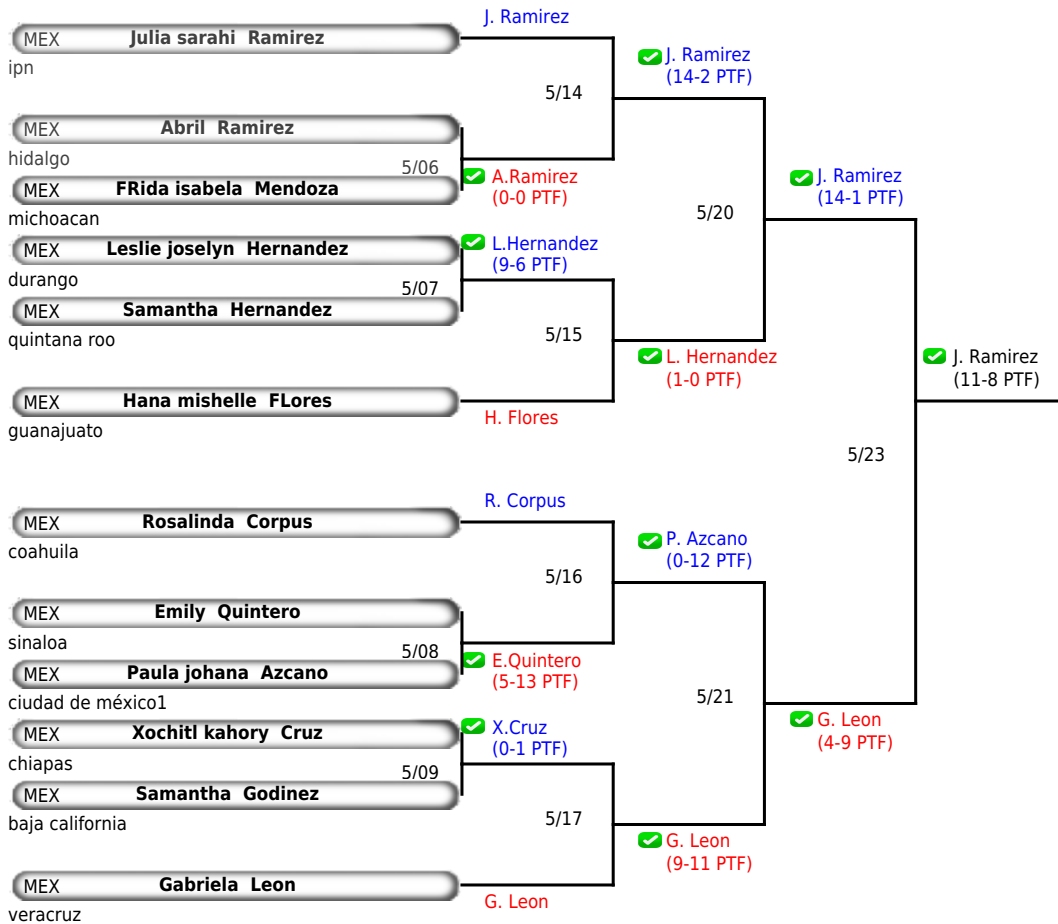 J. Ramirez
MEX Julia sarahi Ramirez
ipn
J. Ramirez
(14-2 PTF)
5/14
MEX Abril Ramirez
hidalgo
5/06
A.Ramirez
(0-0 PTF)
MEX FRida isabela Mendoza
michoacan
J. Ramirez
(14-1 PTF)
5/20
MEX Leslie joselyn Hernandez
durango
L.Hernandez
(9-6 PTF)
5/07
MEX Samantha Hernandez
quintana roo
5/15
L. Hernandez
(1-0 PTF)
J. Ramirez
(11-8 PTF)
MEX Hana mishelle FLores
guanajuato
H. Flores
5/23
R. Corpus
MEX Rosalinda Corpus
coahuila
P. Azcano
(0-12 PTF)
5/16
MEX Emily Quintero
sinaloa
5/08
E.Quintero
(5-13 PTF)
MEX Paula johana Azcano
ciudad de méxico1
5/21
G. Leon
(4-9 PTF)
MEX Xochitl kahory Cruz
chiapas
X.Cruz
(0-1 PTF)
5/09
MEX Samantha Godinez
baja california
5/17
G. Leon
(9-11 PTF)
MEX Gabriela Leon
veracruz
G. Leon